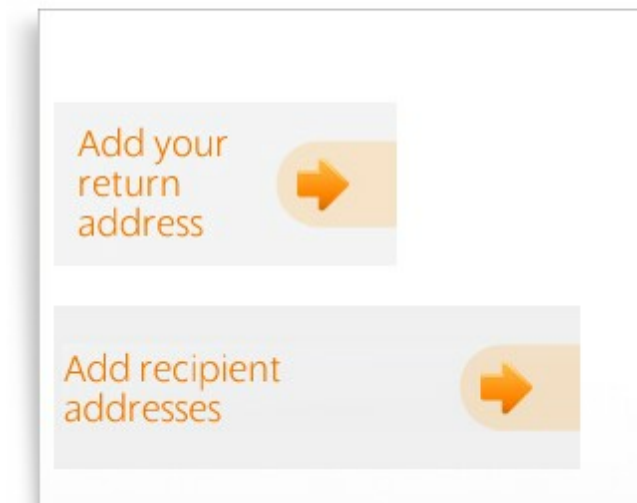 Add your
return
address
Add recipient
addresses